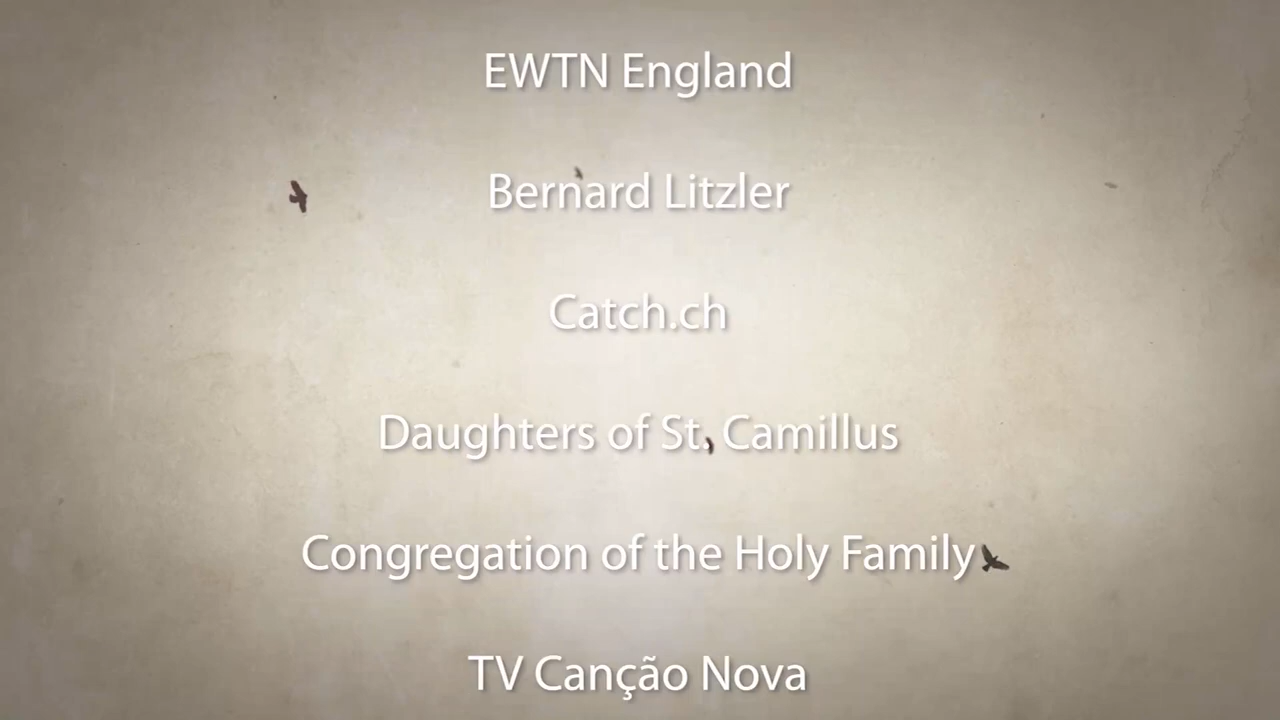 EWTN England
Bernard Litzler
Catch.ch
Daughters of St. Camillus
Congregation of the Holy Family
TV Canção Nova